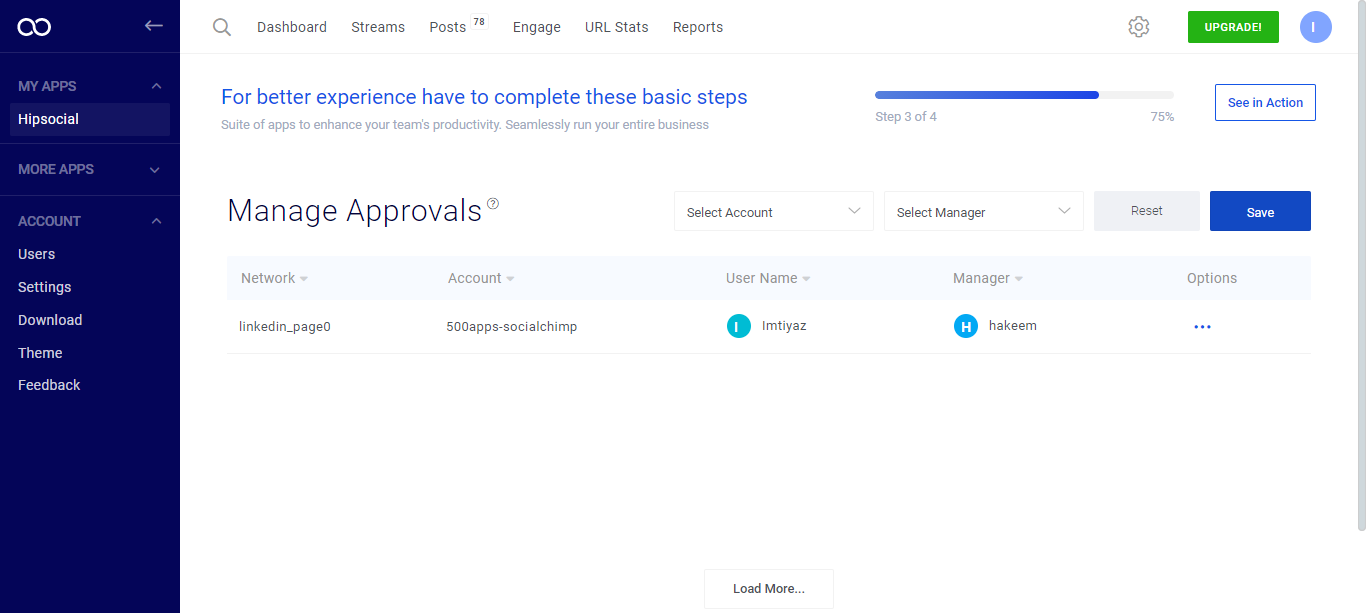 Dashboard Streams Posts 78 Engage URL Stats Reports UPGRADE! I
MY APPS
Hipsocial
MORE APPS
ACCOUNT
Users
Settings
Download
Theme
Feedback
For better experience have to complete these basic steps
Suite of apps to enhance your team's productivity. Seamlessly run your entire business
Step 3 of 4 75%
See in Action
Manage Approvals ?
Select Account Select Manager Reset Save
Network Account User Name Manager Options
linkedin_page0 500apps-socialchimp I Imtiyaz H hakeem
Load More...